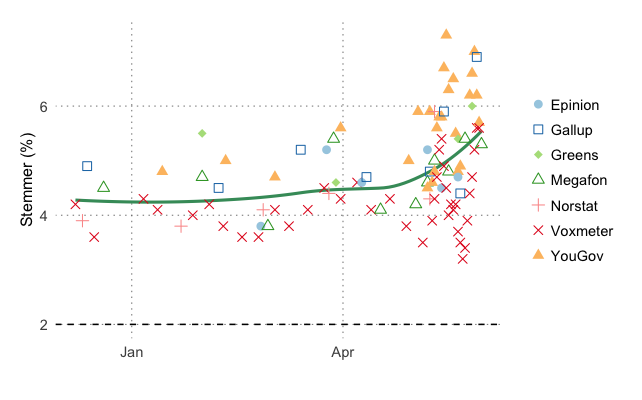 Stemmer (%)
6
4
2
Jan
Apr
Epinion
Gallup
Greens
Megafon
Norstat
Voxmeter
YouGov